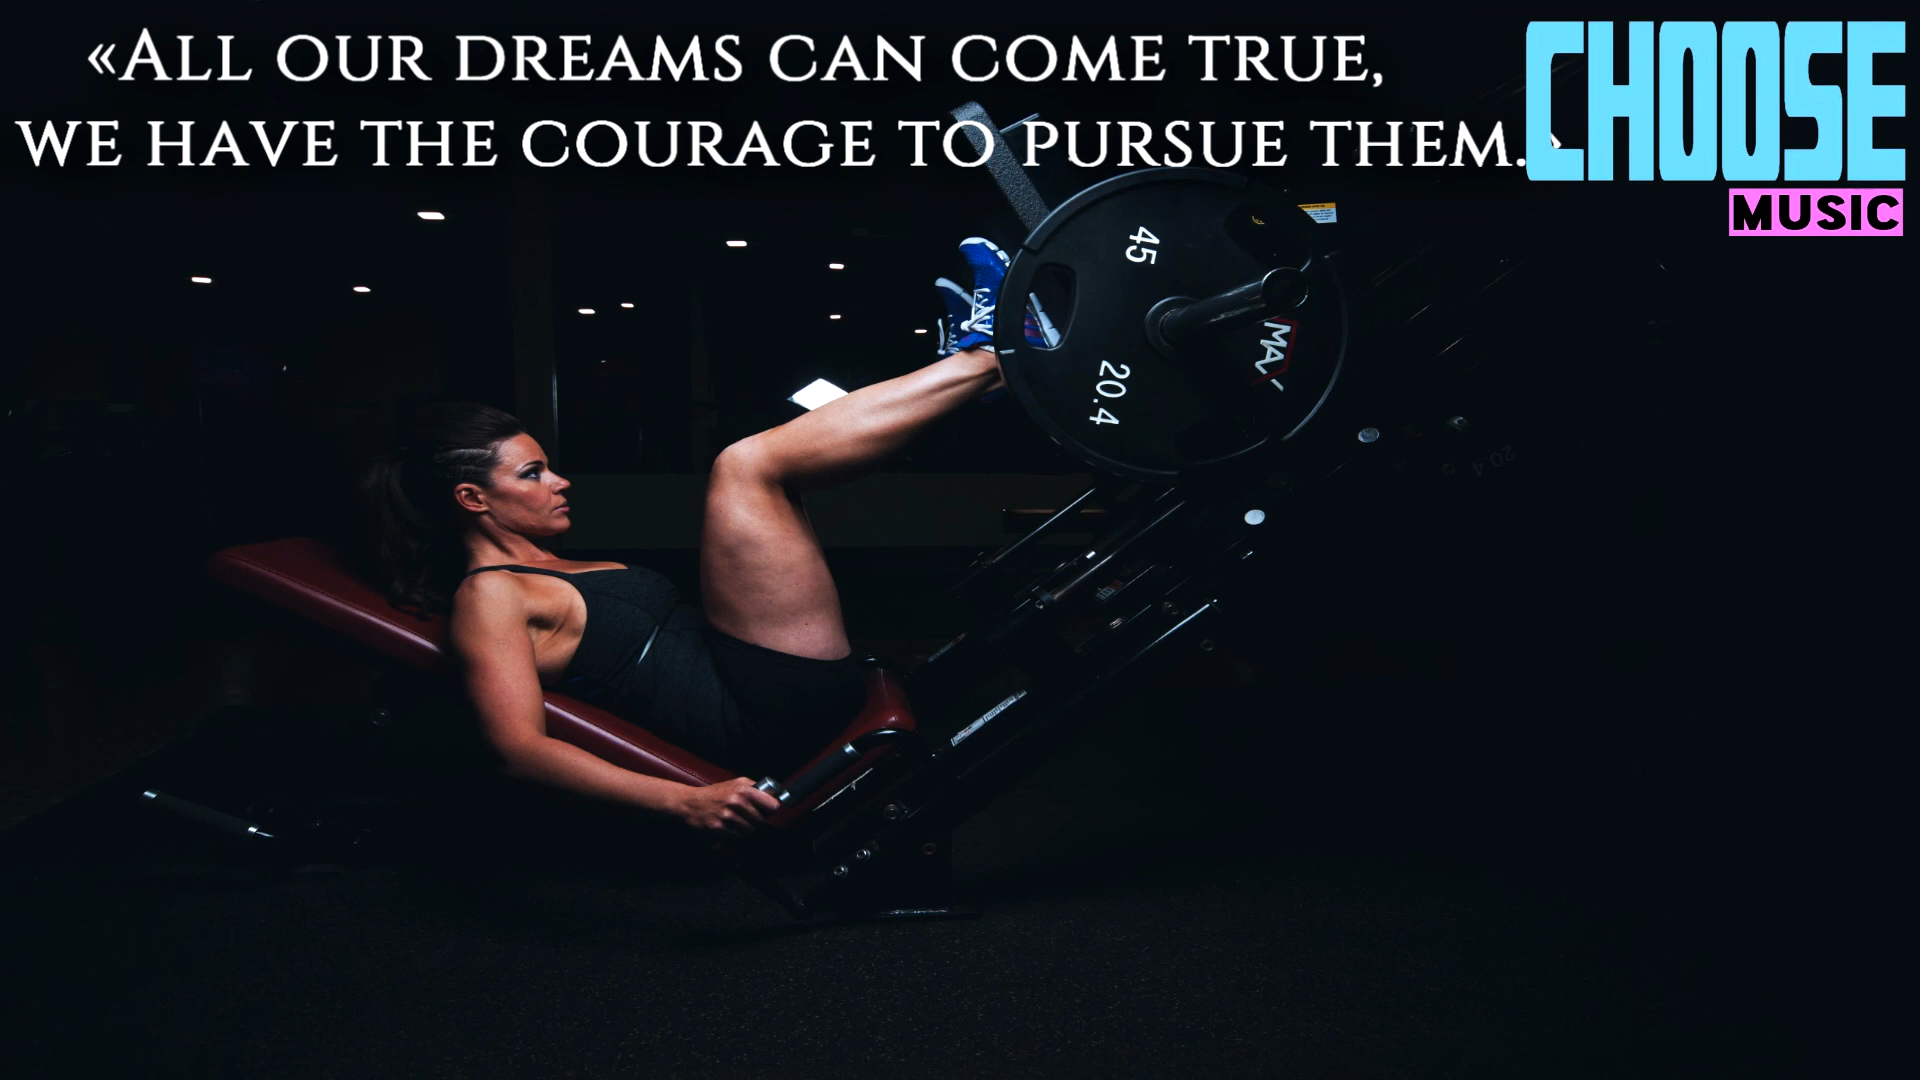 «All our dreams can come true,
we have the courage to pursue them.»
CHOOSE
MUSIC
45
20.4